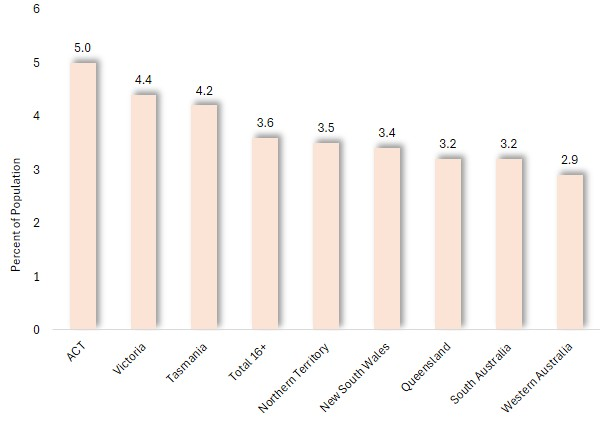 6
5
4
3
2
1
0
Percent of Population
5.0
4.4
4.2
3.6
3.5
3.4
3.2
3.2
2.9
ACT
Victoria
Tasmania
Total 16+
Northern Territory
New South Wales
Queensland
South Australia
Western Australia